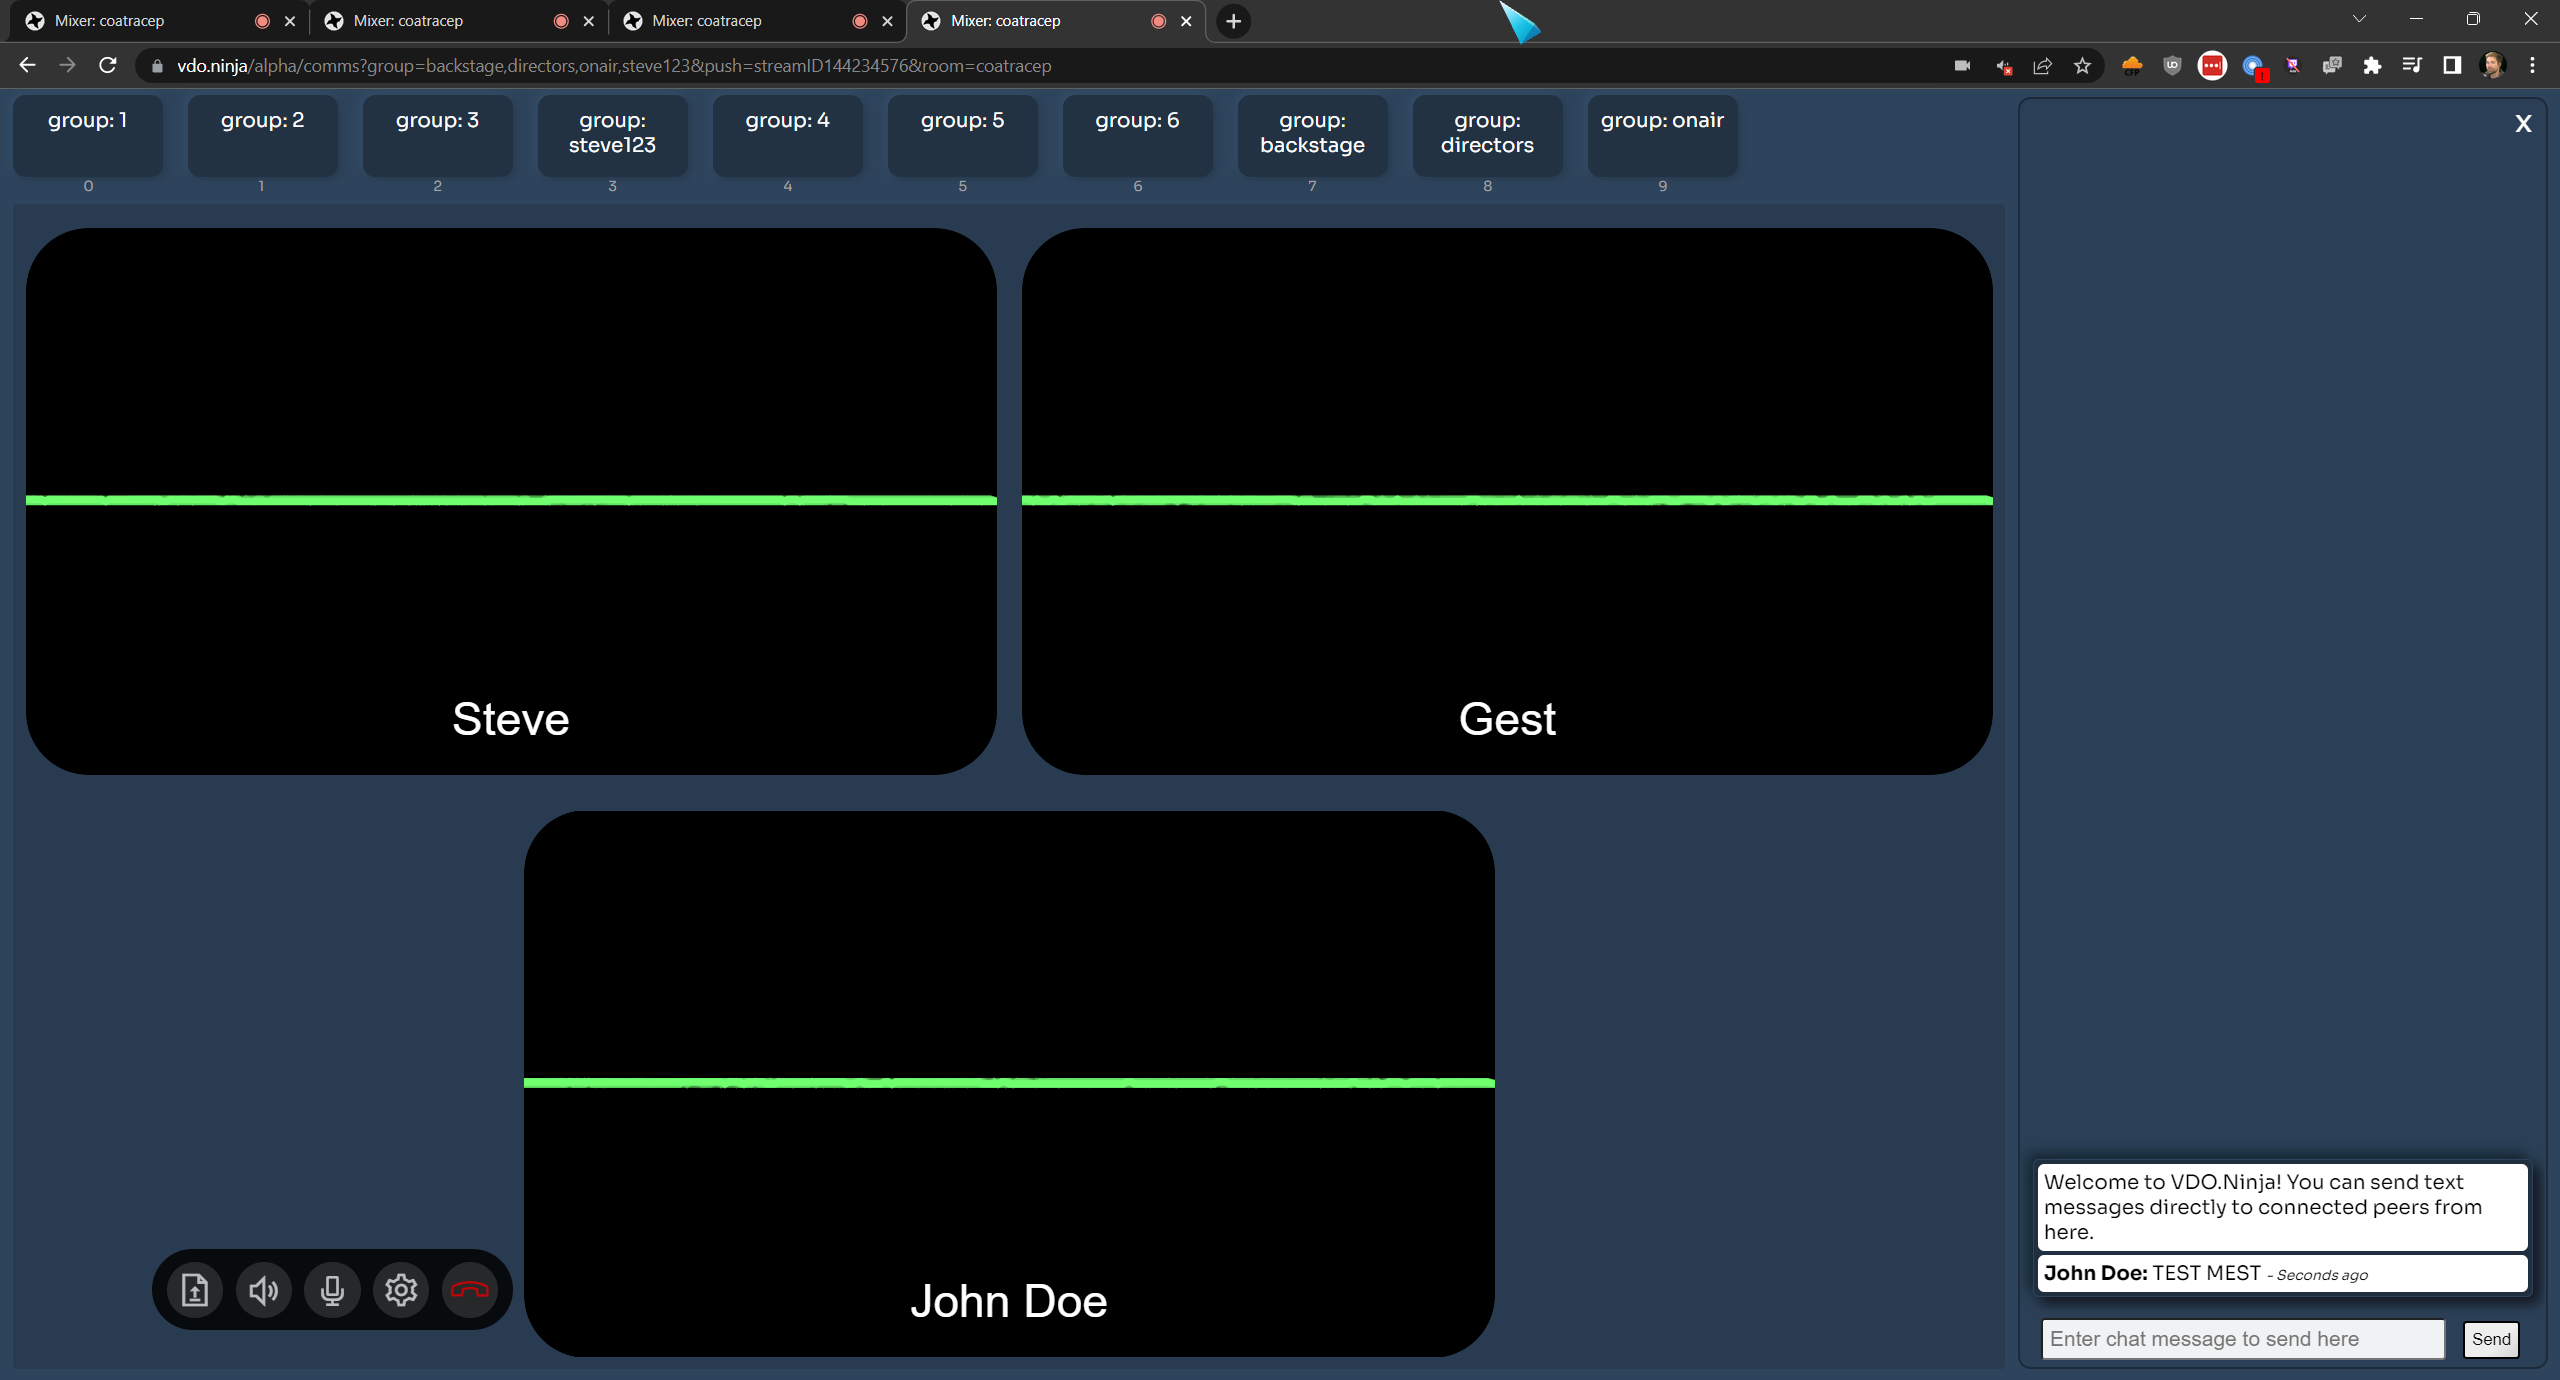 Mixer: coatracep
Mixer: coatracep
Mixer: coatracep
Mixer: coatracep
vdo.ninja/alpha/comms?group=backstage,directors,onair,steve123&push=streamID144234576&room=coatracep
CFP
group: 1
group: 2
group: 3
group:
steve123
group: 4
group: 5
group: 6
group:
backstage
group:
directors
group: onair
0
1
2
3
4
5
6
7
8
9
X
Steve
Gest
John Doe
Welcome to VDO.Ninja! You can send text
messages directly to connected peers from
here.
John Doe: TEST MEST - Seconds ago
Enter chat message to send here
Send